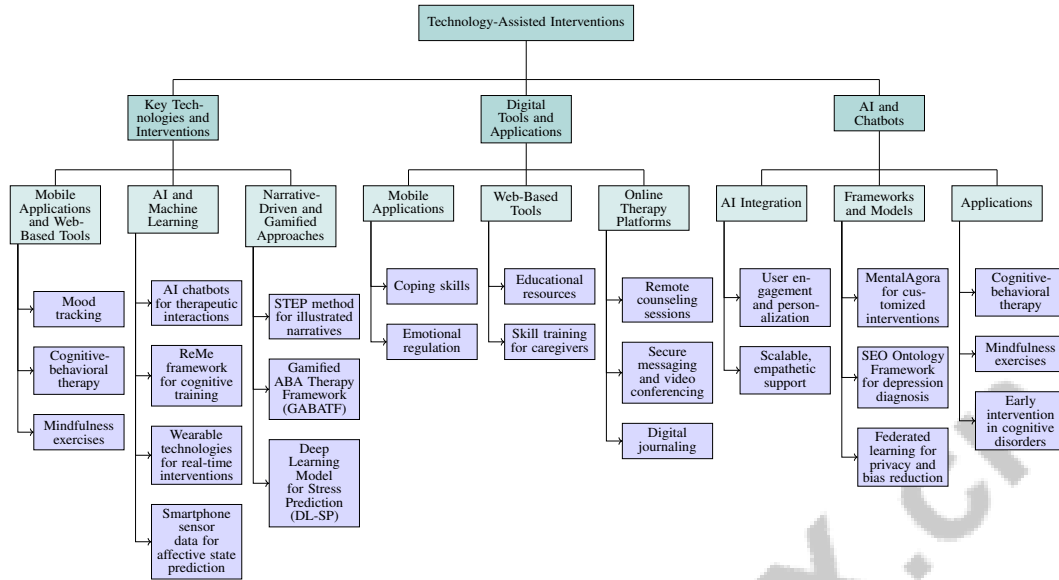 Technology-Assisted Interventions
Key Tech-
nologies and
Interventions
Digital
Tools and
Applications
AI and
Chatbots
Mobile
Applications
and Web-
Based Tools
AI and
Machine
Learning
Narrative-
Driven and
Gamified
Approaches
Mobile
Applications
Web-Based
Tools
Online
Therapy
Platforms
AI Integration
Frameworks
and Models
Applications
Mood
tracking
Cognitive-
behavioral
therapy
Mindfulness
exercises
AI chatbots
for therapeutic
interactions
ReMe
framework
for cognitive
training
Wearable
technologies
for real-time
interventions
Smartphone
sensor
data for
affective state
prediction
STEP method
for illustrated
narratives
Gamified
ABA Therapy
Framework
(GABATF)
Deep
Learning
Model
for Stress
Prediction
(DL-SP)
Coping skills
Emotional
regulation
Educational
resources
Skill training
for caregivers
Remote
counseling
sessions
Secure
messaging
and video
conferencing
Digital
journaling
User en-
gagement
and person-
alization
Scalable,
empathetic
support
MentalAgora
for cus-
tomized
interventions
SEO Ontology
Framework
for depression
diagnosis
Federated
learning for
privacy and
bias reduction
Cognitive-
behavioral
therapy
Mindfulness
exercises
Early
intervention
in cognitive
disorders